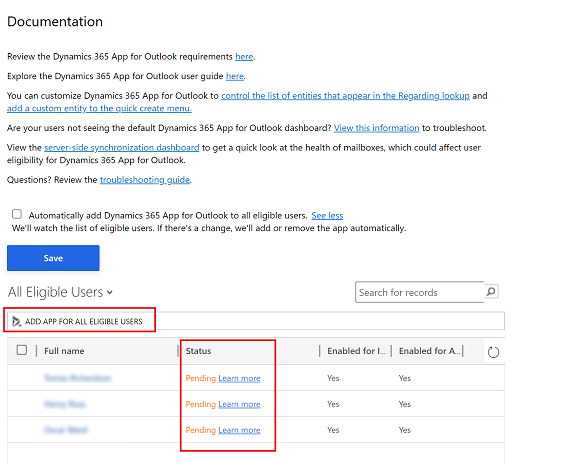 Documentation
Review the Dynamics 365 App for Outlook requirements here.
Explore the Dynamics 365 App for Outlook user guide here.
You can customize Dynamics 365 App for Outlook to control the list of entities that appear in the Regarding lookup and
add a custom entity to the quick create menu.
Are your users not seeing the default Dynamics 365 App for Outlook dashboard? View this information to troubleshoot.
View the server-side synchronization dashboard to get a quick look at the health of mailboxes, which could affect user
eligibility for Dynamics 365 App for Outlook.
Questions? Review the troubleshooting guide.
Automatically add Dynamics 365 App for Outlook to all eligible users. See less
We'll watch the list of eligible users. If there's a change, we'll add or remove the app automatically.
Save
All Eligible Users
Search for records
ADD APP FOR ALL ELIGIBLE USERS
Full name Status Enabled for I... Enabled for A...
Pending Learn more Yes Yes
Pending Learn more Yes Yes
Pending Learn more Yes Yes